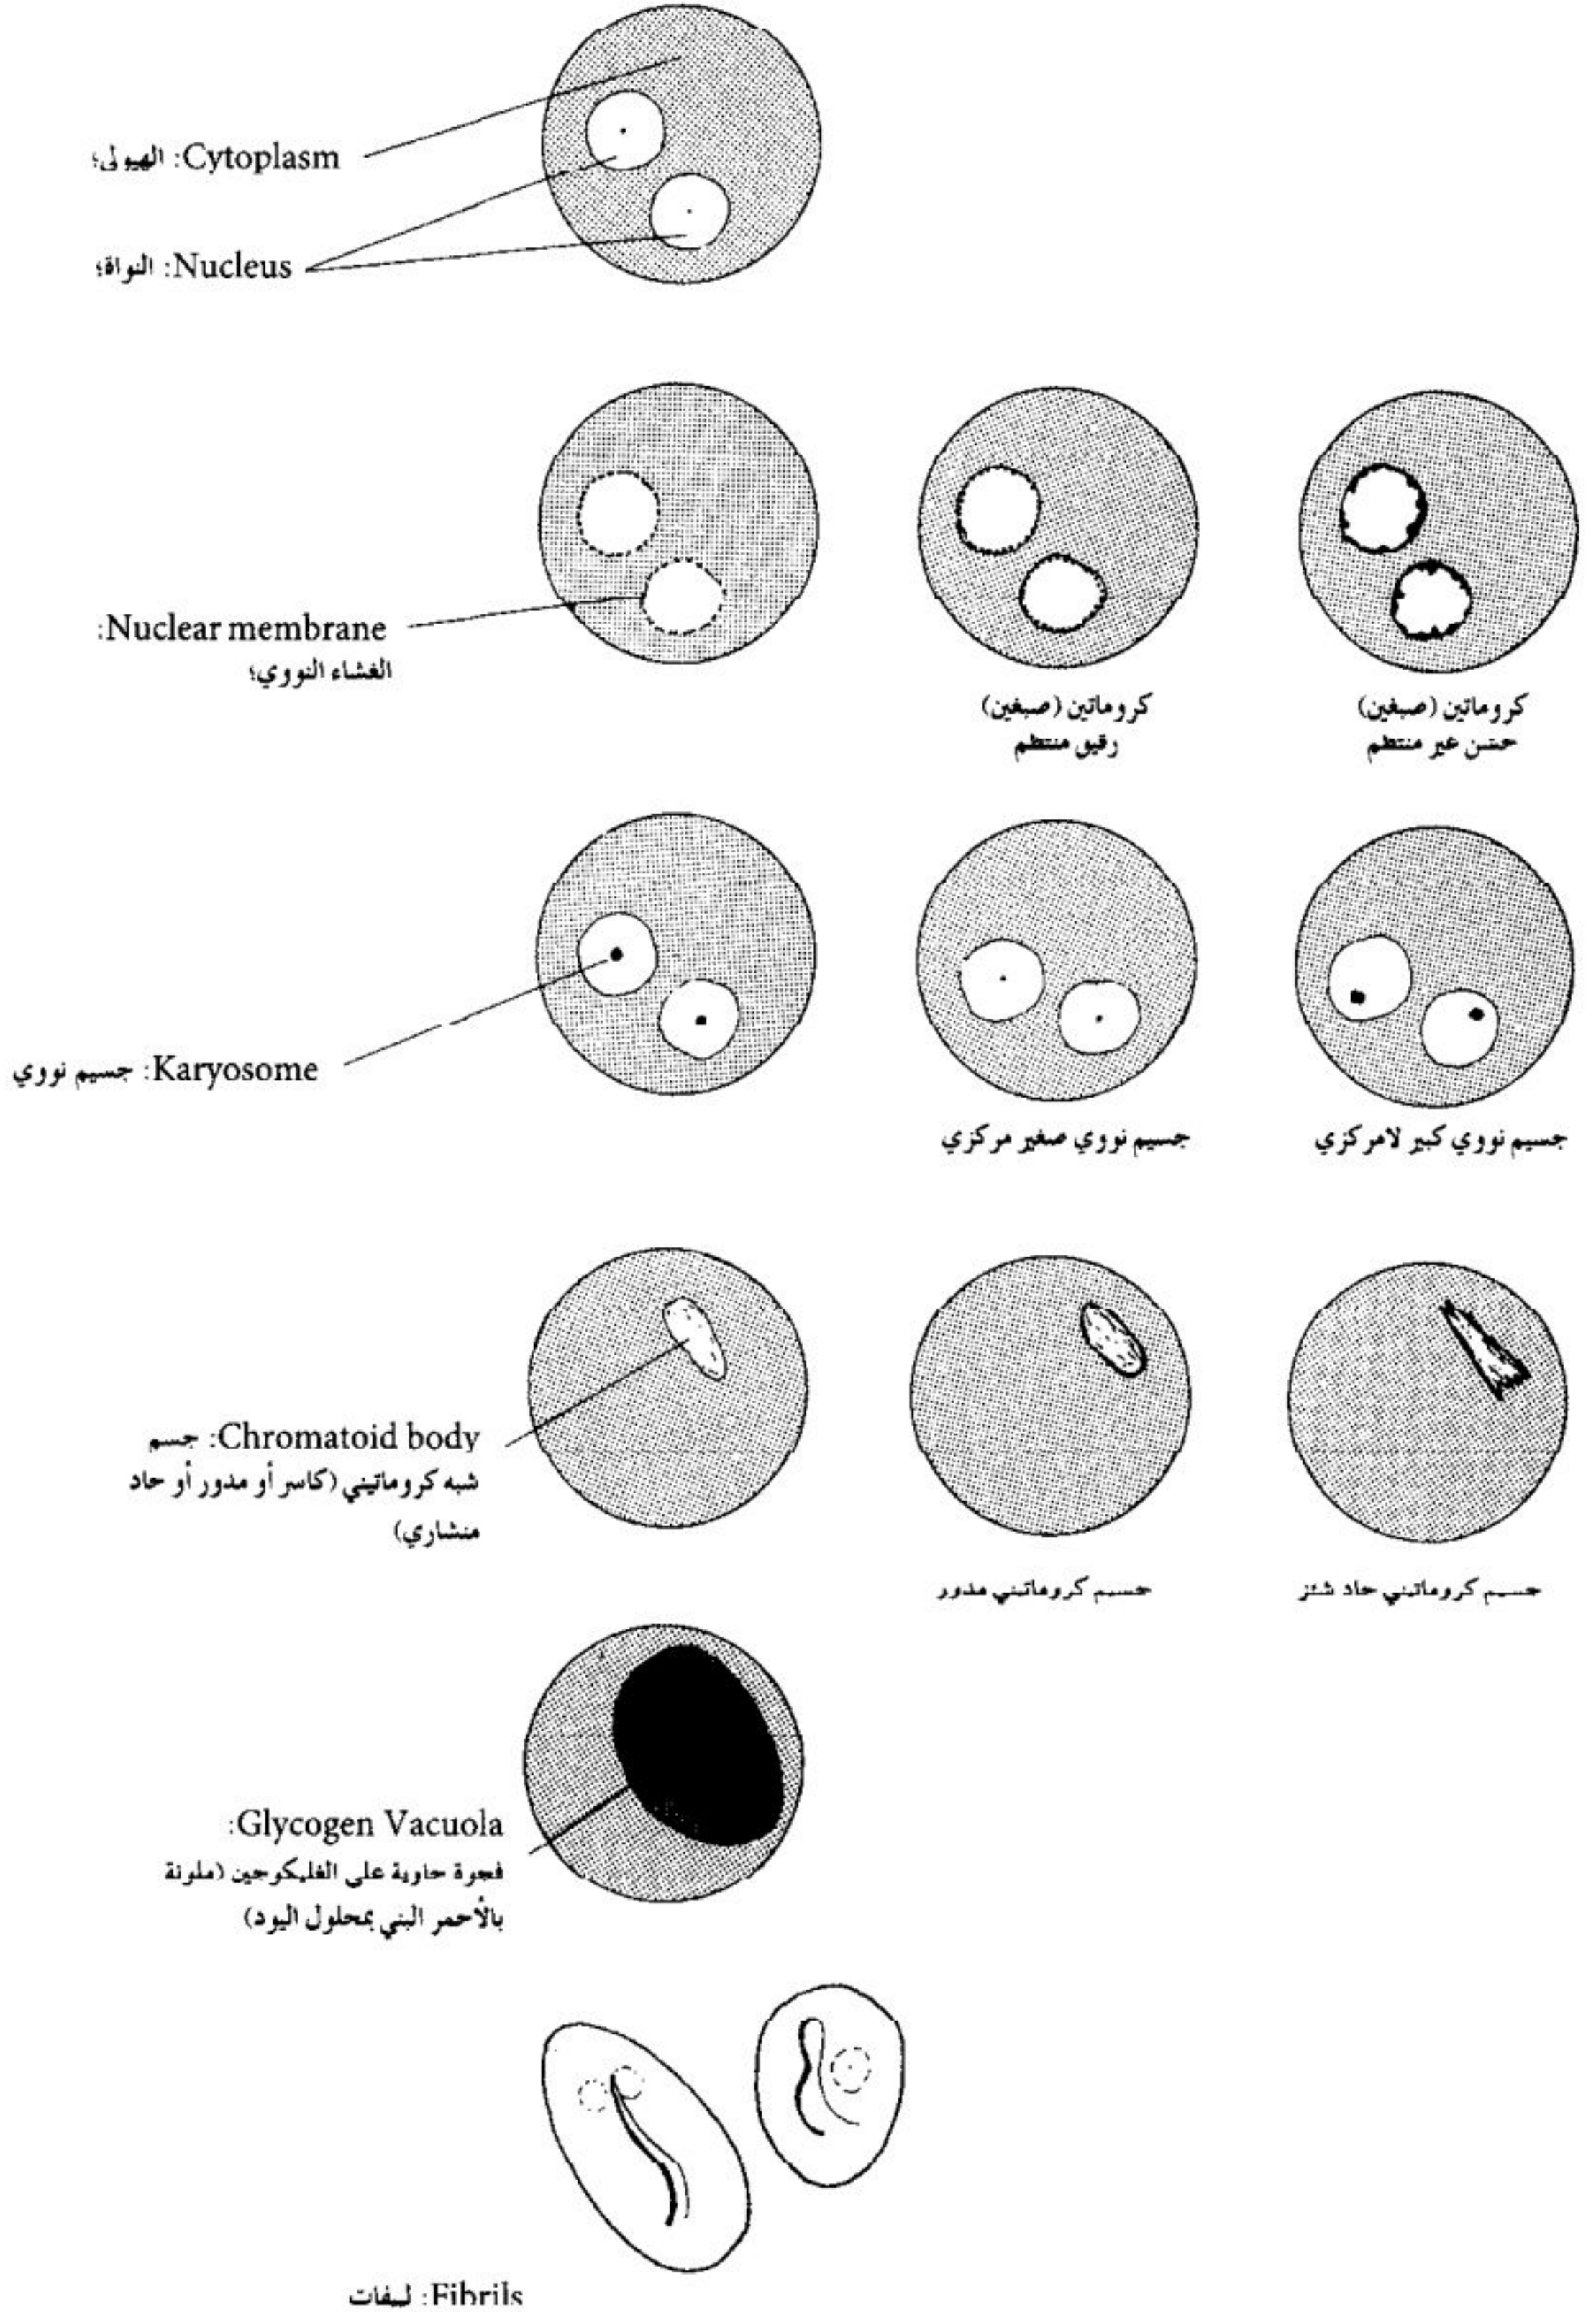 Cytoplasm: الهيولى؛
Nucleus: النواة؛
Nuclear membrane:
الغشاء النووي؛
كروماتين (صبغين)
رقيق منتظم
كروماتين (صبغين)
خشن غير منتظم
Karyosome: جسيم نووي
جسيم نووي صغير مركزي
جسيم نووي كبير لامركزي
Chromatoid body: جسم
شبه كروماتيني (كاسر أو مدور أو حاد
منشاري)
جسيم كروماتيني مدور
جسيم كروماتيني حاد شئز
Glycogen Vacuola:
فجوة حاوية على الغليكوجين (ملونة
بالأحمر البني بمحلول اليود)
Fibrils: لييفات